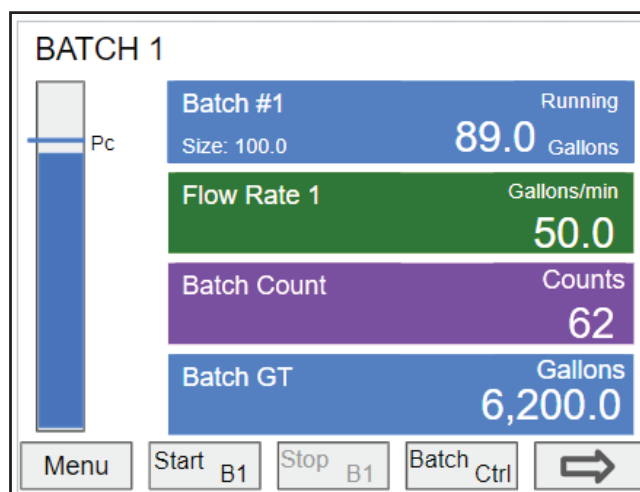 BATCH 1
Pc
Batch #1 Running
Size: 100.0 89.0 Gallons
Flow Rate 1 Gallons/min
50.0
Batch Count Counts
62
Batch GT Gallons
6,200.0
Menu Start B1 Stop B1 Batch Ctrl